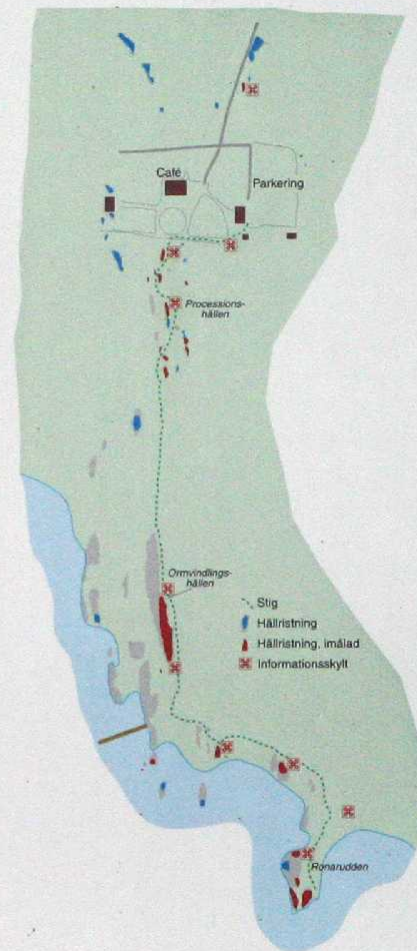 Café
Parkering
Processions-
hällen
Ormvindlings-
hällen
Stig
Hällristning
Hällristning, imålad
Informationsskylt
Ronarudden